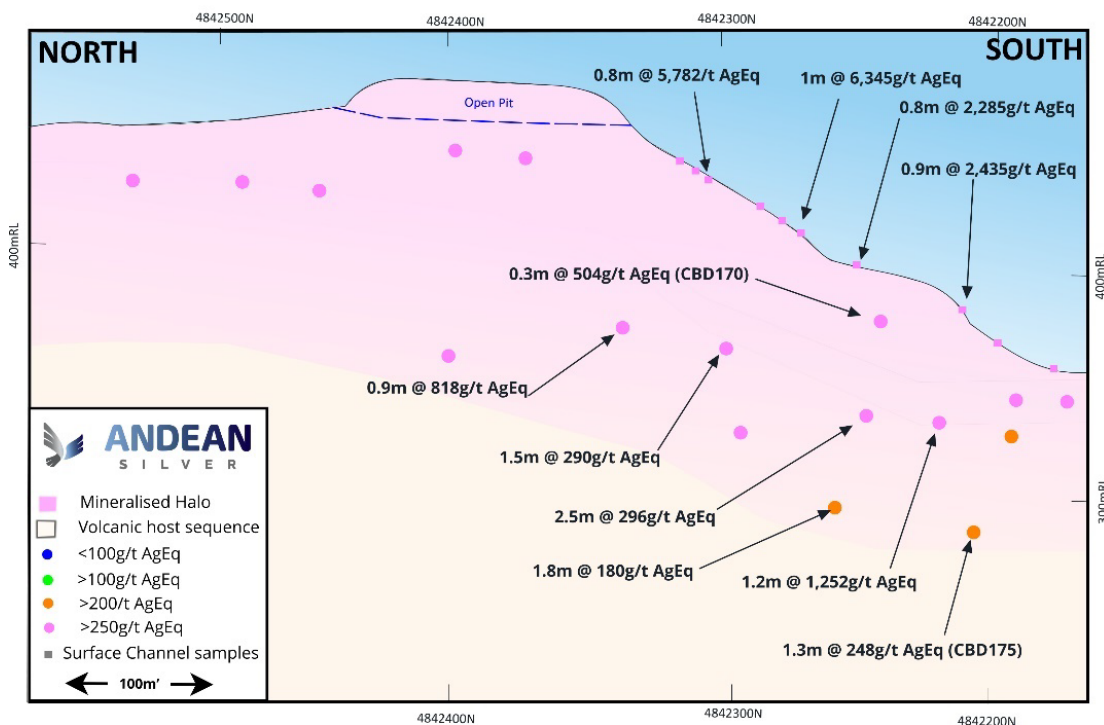 4842500N
4842400N
4842300N
4842200N
NORTH
SOUTH
0.8m @ 5,782/t AgEq
1m @ 6,345g/t AgEq
Open Pit
0.8m @ 2,285g/t AgEq
0.9m @ 2,435g/t AgEq
400mRL
400mRL
0.3m @ 504g/t AgEq (CBD170)
0.9m @ 818g/t AgEq
1.5m @ 290g/t AgEq
2.5m @ 296g/t AgEq
300mRL
1.8m @ 180g/t AgEq
1.2m @ 1,252g/t AgEq
1.3m @ 248g/t AgEq (CBD175)
ANDEAN
SILVER
Mineralised Halo
Volcanic host sequence
<100g/t AgEq
>100g/t AgEq
>200/t AgEq
>250g/t AgEq
Surface Channel samples
100m'
4842400N
4842300N
4842200N